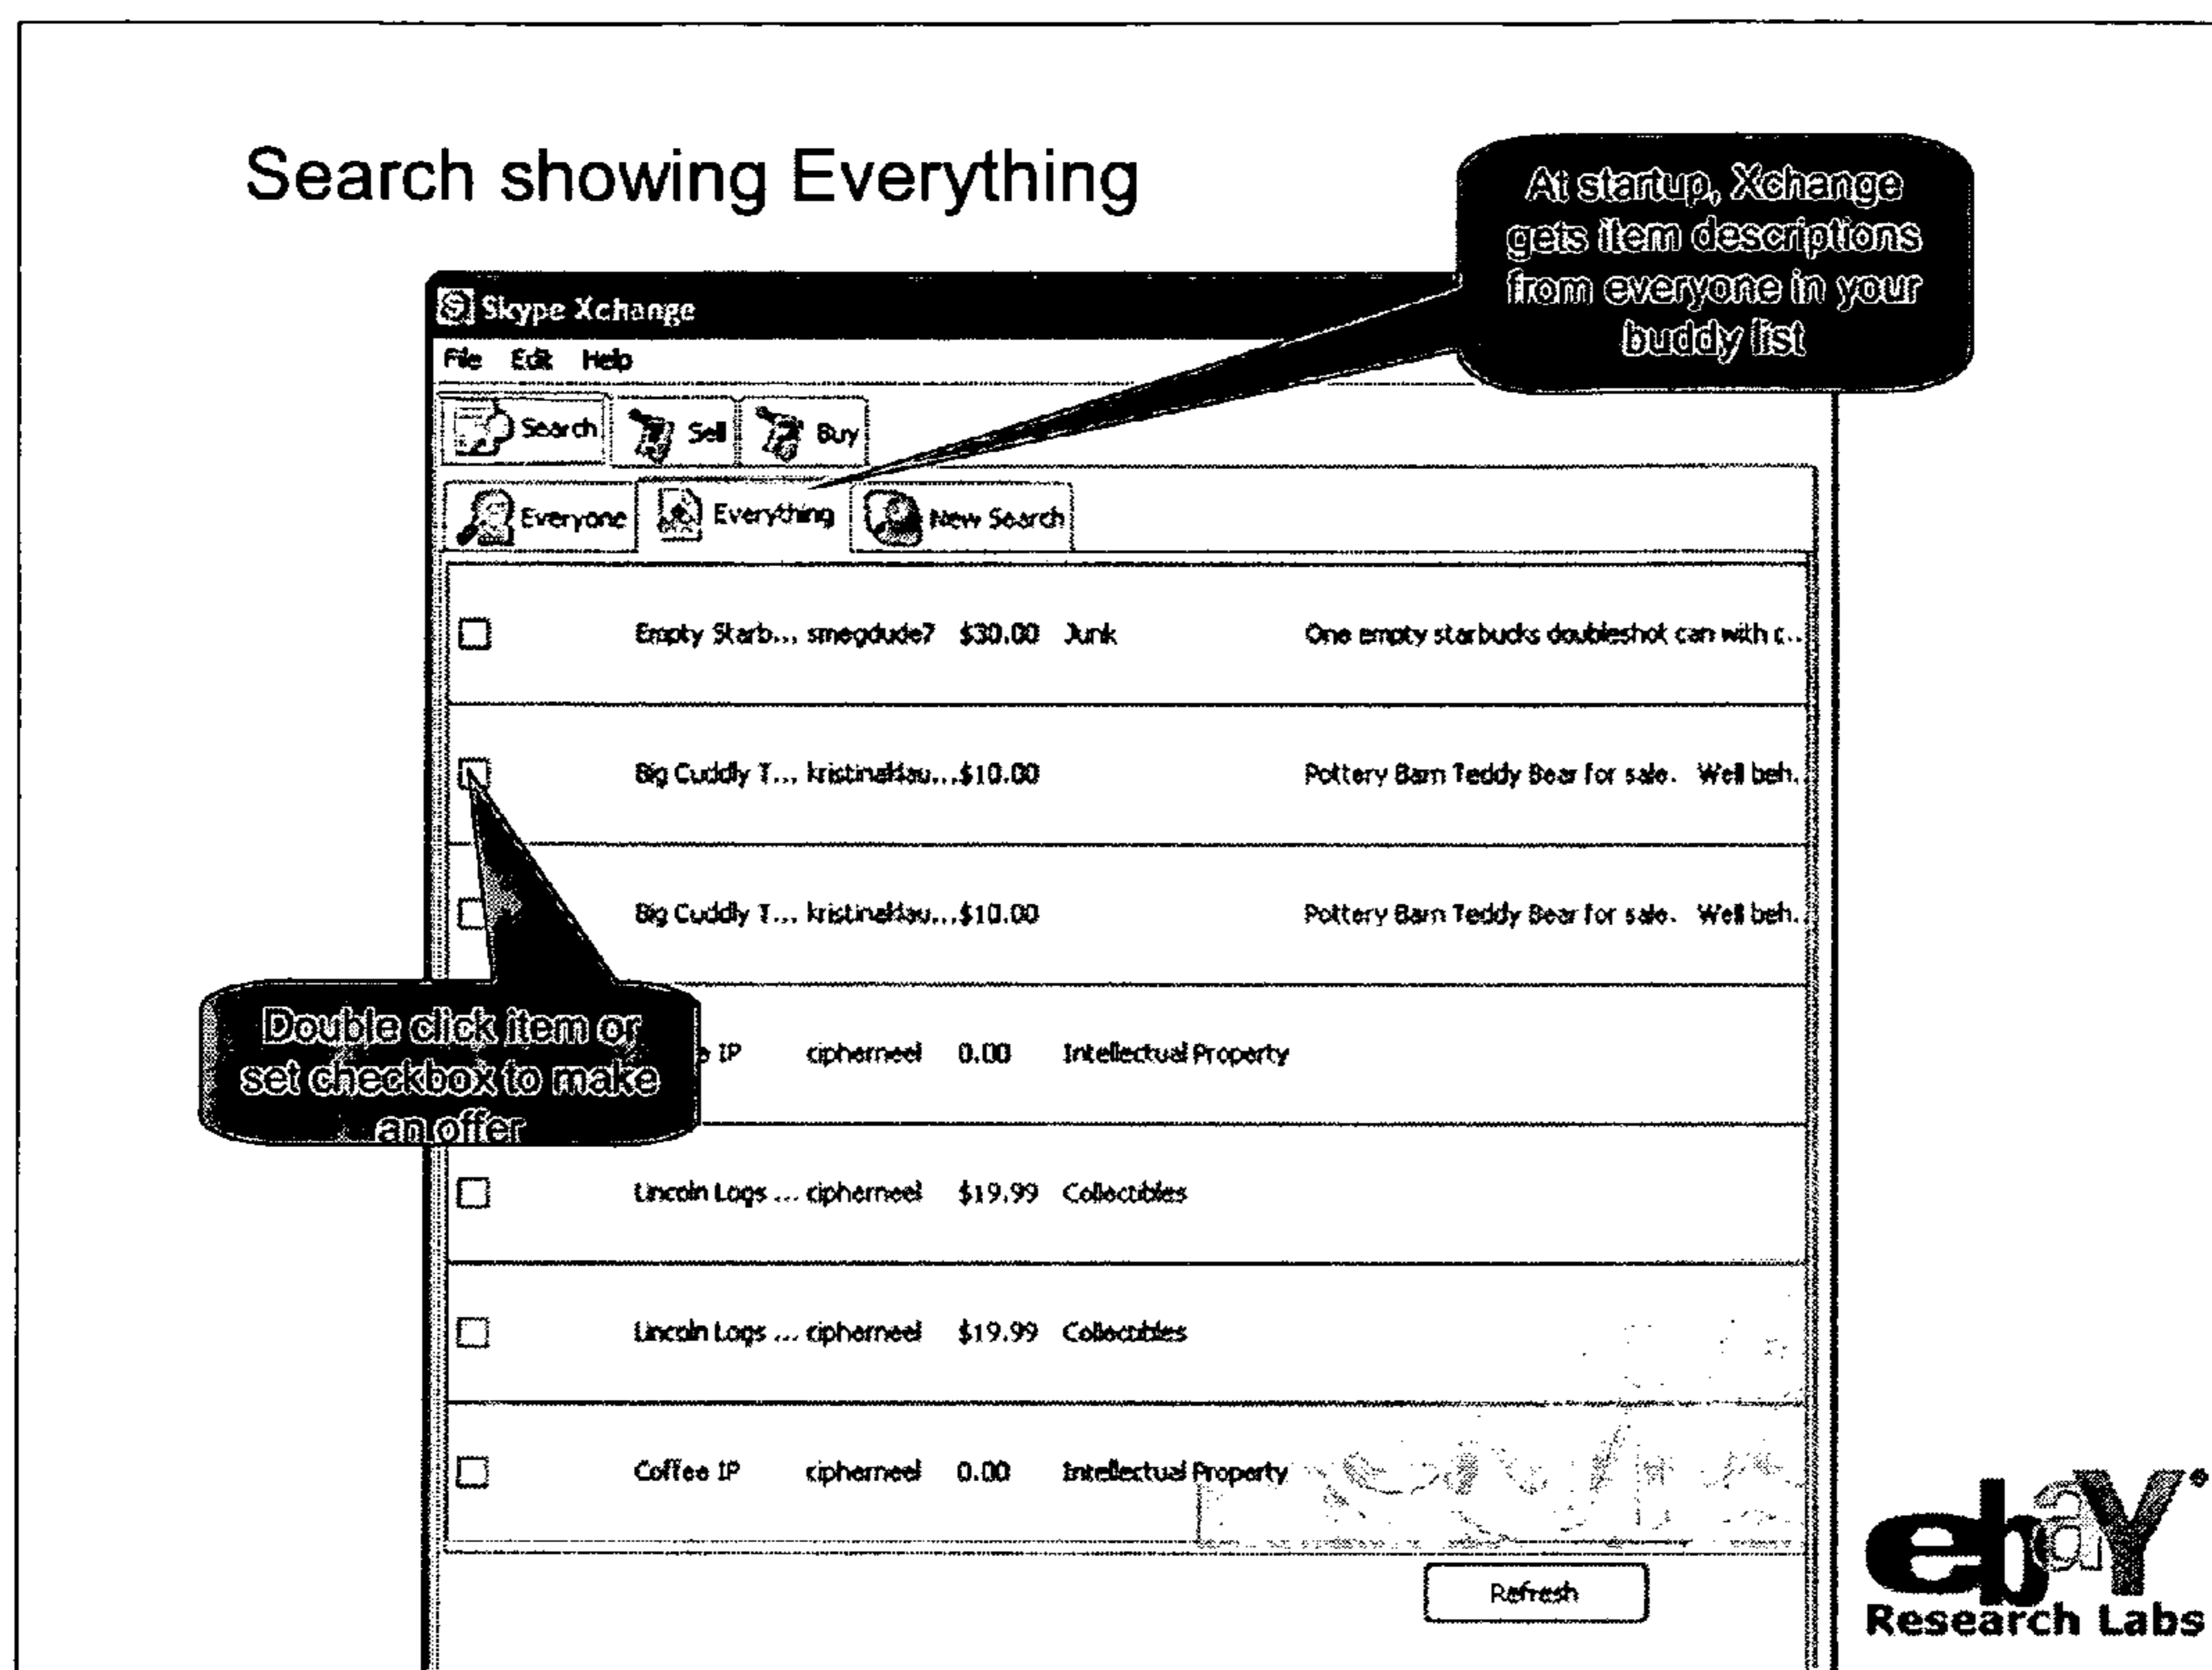 Search showing Everything
At startup, Xchange
gets item descriptions
from everyone in your
buddy list
Skype Xchange
File Edit Help
Search Sell Buy
Everyone Everything New Search
Empty Starb... smegdude7 $30.00 Junk One empty starbucks doubleshot can with c..
Big Cuddly T... $10.00 Pottery Barn Teddy Bear for sale. Well beh.
Big Cuddly T... $10.00 Pottery Barn Teddy Bear for sale. Well beh.
Double click item or
set checkbox to make
an offer
IP cipherneel 0.00 Intellectual Property
Lincoln Logs ... cipherneel $19.99 Collectibles
Lincoln Logs ... cipherneel $19.99 Collectibles
Coffee IP cipherneel 0.00 Intellectual Property
Refresh
ebaY®
Research Labs